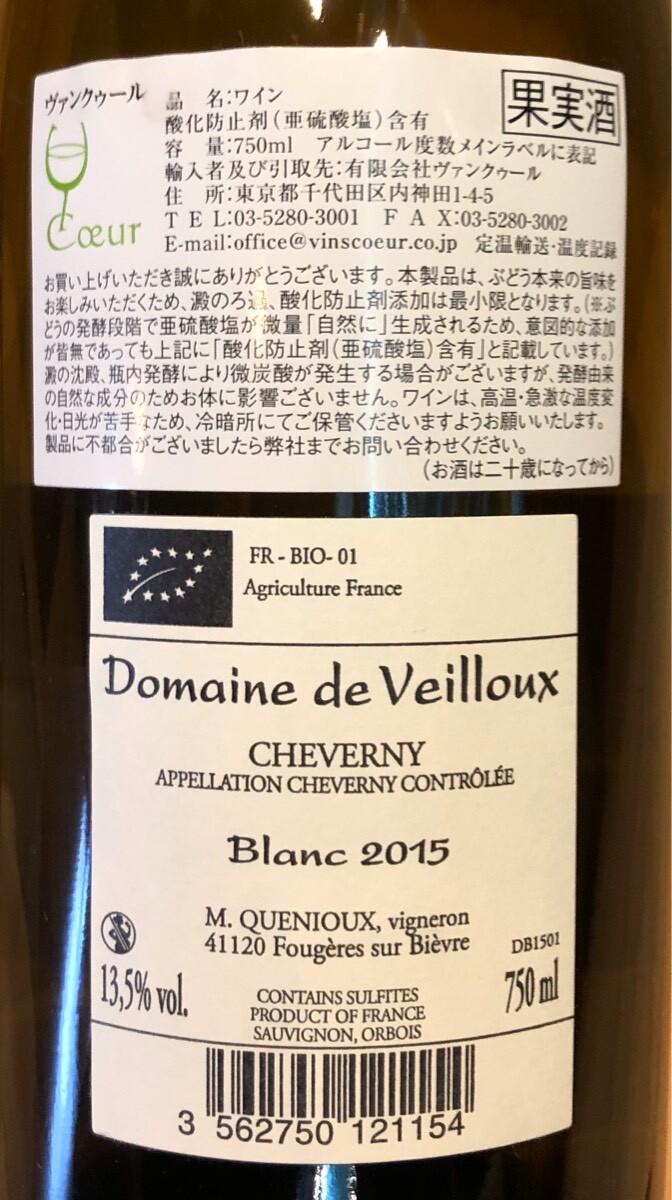 ヴァンクゥール
Cœur
果実酒
品 名:ワイン
酸化防止剤(亜硫酸塩)含有
容 量:750ml アルコール度数メインラベルに表記
輸入者及び引取先:有限会社ヴァンクゥール
住 所:東京都千代田区内神田1-4-5
TEL:03-5280-3001 FAX:03-5280-3002
E-mail:office@vinscoeur.co.jp 定温輸送・温度記録
お買い上げいただき誠にありがとうございます。本製品は、ぶどう本来の旨味を
お楽しみいただくため、澱のろ過、酸化防止剤添加は最小限となります。(※ぶ
どうの発酵段階で亜硫酸塩が微量「自然に」生成されるため、意図的な添加
が皆無であっても上記に「酸化防止剤(亜硫酸塩)含有」と記載しています。)
澱の沈殿、瓶内発酵により微炭酸が発生する場合がございますが、発酵由来
の自然な成分のためお体に影響ございません。ワインは、高温・急激な温度変
化・日光が苦手なため、冷暗所にてご保管くださいますようお願いいたします。
製品に不都合がございましたら弊社までお問い合わせください。
(お酒は二十歳になってから)
FR - BIO- 01
Agriculture France
Domaine de Veilloux
CHEVERNY
APPELLATION CHEVERNY CONTRÔLÉE
Blanc 2015
M. QUENIOUX, vigneron
41120 Fougères sur Bièvre
DB1501
13,5% vol.
750 ml
CONTAINS SULFITES
PRODUCT OF FRANCE
SAUVIGNON, ORBOIS
3 562750 121154